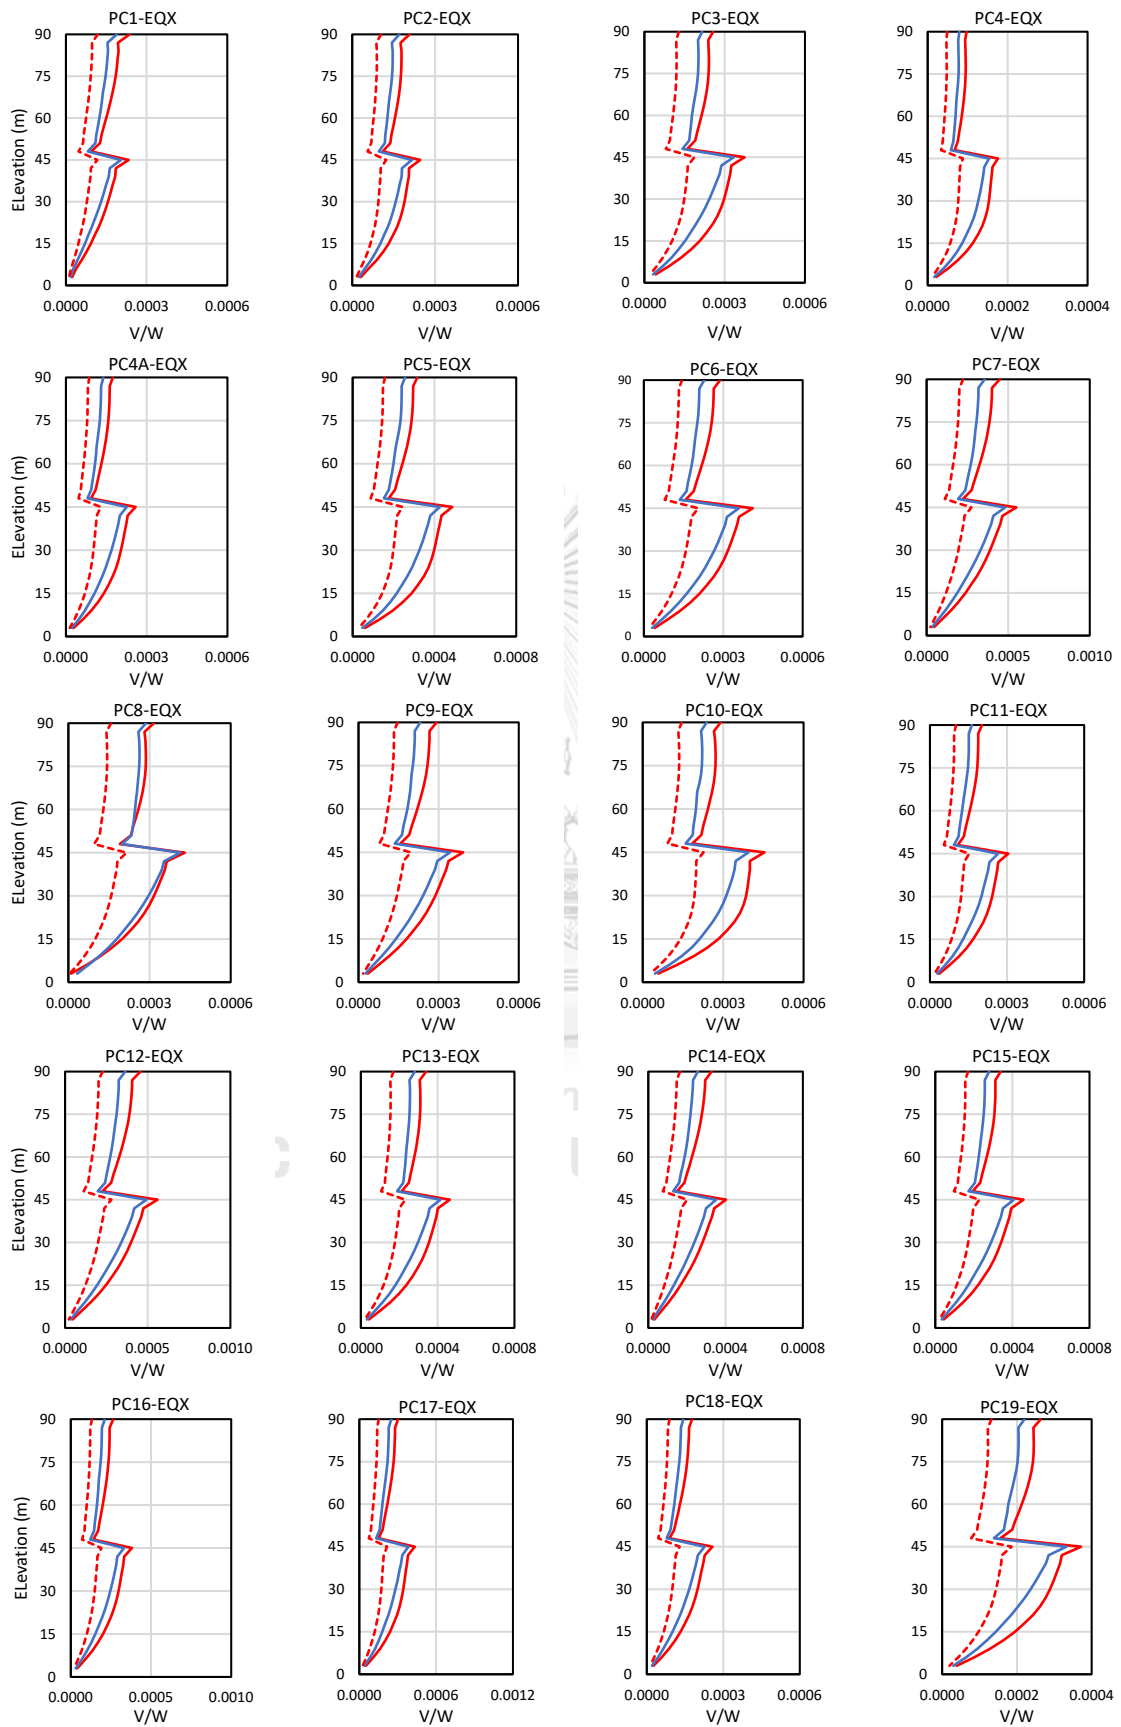 PC1-EQX PC2-EQX PC3-EQX PC4-EQX
ELevation (m)
90 90 90 90
75 75 75 75
60 60 60 60
45 45 45 45
30 30 30 30
15 15 15 15
0 0 0 0
0.0000 0.0003 0.0006 0.0000 0.0003 0.0006 0.0000 0.0003 0.0006 0.0000 0.0002 0.0004
V/W V/W V/W V/W
PC4A-EQX PC5-EQX PC6-EQX PC7-EQX
ELevation (m)
90 90 90 90
75 75 75 75
60 60 60 60
45 45 45 45
30 30 30 30
15 15 15 15
0 0 0 0
0.0000 0.0003 0.0006 0.0000 0.0004 0.0008 0.0000 0.0003 0.0006 0.0000 0.0005 0.0010
V/W V/W V/W V/W
PC8-EQX PC9-EQX PC10-EQX PC11-EQX
ELevation (m)
90 90 90 90
75 75 75 75
60 60 60 60
45 45 45 45
30 30 30 30
15 15 15 15
0 0 0 0
0.0000 0.0003 0.0006 0.0000 0.0003 0.0006 0.0000 0.0003 0.0006 0.0000 0.0003 0.0006
V/W V/W V/W V/W
PC12-EQX PC13-EQX PC14-EQX PC15-EQX
ELevation (m)
90 90 90 90
75 75 75 75
60 60 60 60
45 45 45 45
30 30 30 30
15 15 15 15
0 0 0 0
0.0000 0.0005 0.0010 0.0000 0.0004 0.0008 0.0000 0.0004 0.0008 0.0000 0.0004 0.0008
V/W V/W V/W V/W
PC16-EQX PC17-EQX PC18-EQX PC19-EQX
ELevation (m)
90 90 90 90
75 75 75 75
60 60 60 60
45 45 45 45
30 30 30 30
15 15 15 15
0 0 0 0
0.0000 0.0005 0.0010 0.0000 0.0006 0.0012 0.0000 0.0003 0.0006 0.0000 0.0002 0.0004
V/W V/W V/W V/W